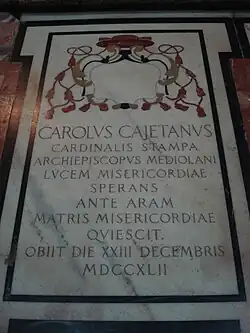 CAROLVS CAJETANVS
CARDINALIS STAMPA
ARCHIEPISCOPVS MEDIOLANI
LVCEM MISERICORDIAE
SPERANS
ANTE ARAM
MATRIS MISERICORDIAE
QVIESCIT.
OBIIT DIE XXIII DECEMBRIS
MDCCXLII